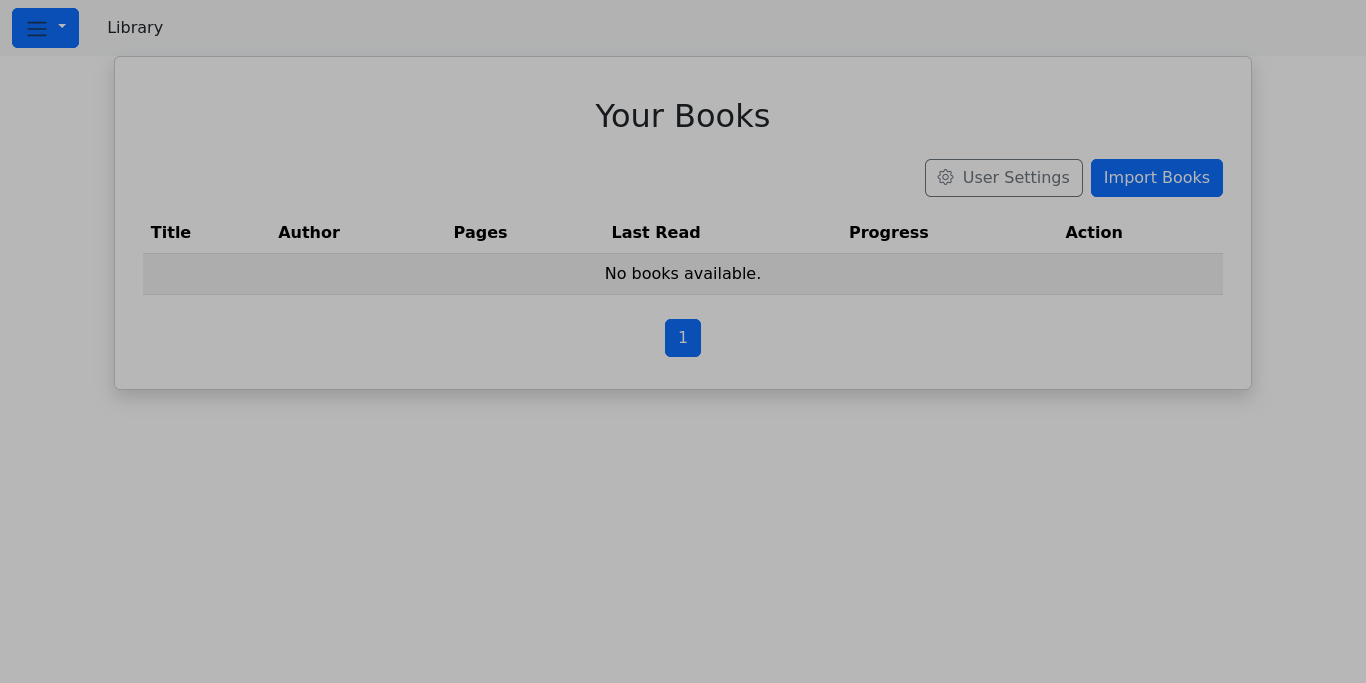 Library
Your Books
User Settings
Import Books
Title Author Pages Last Read Progress Action
No books available.
1